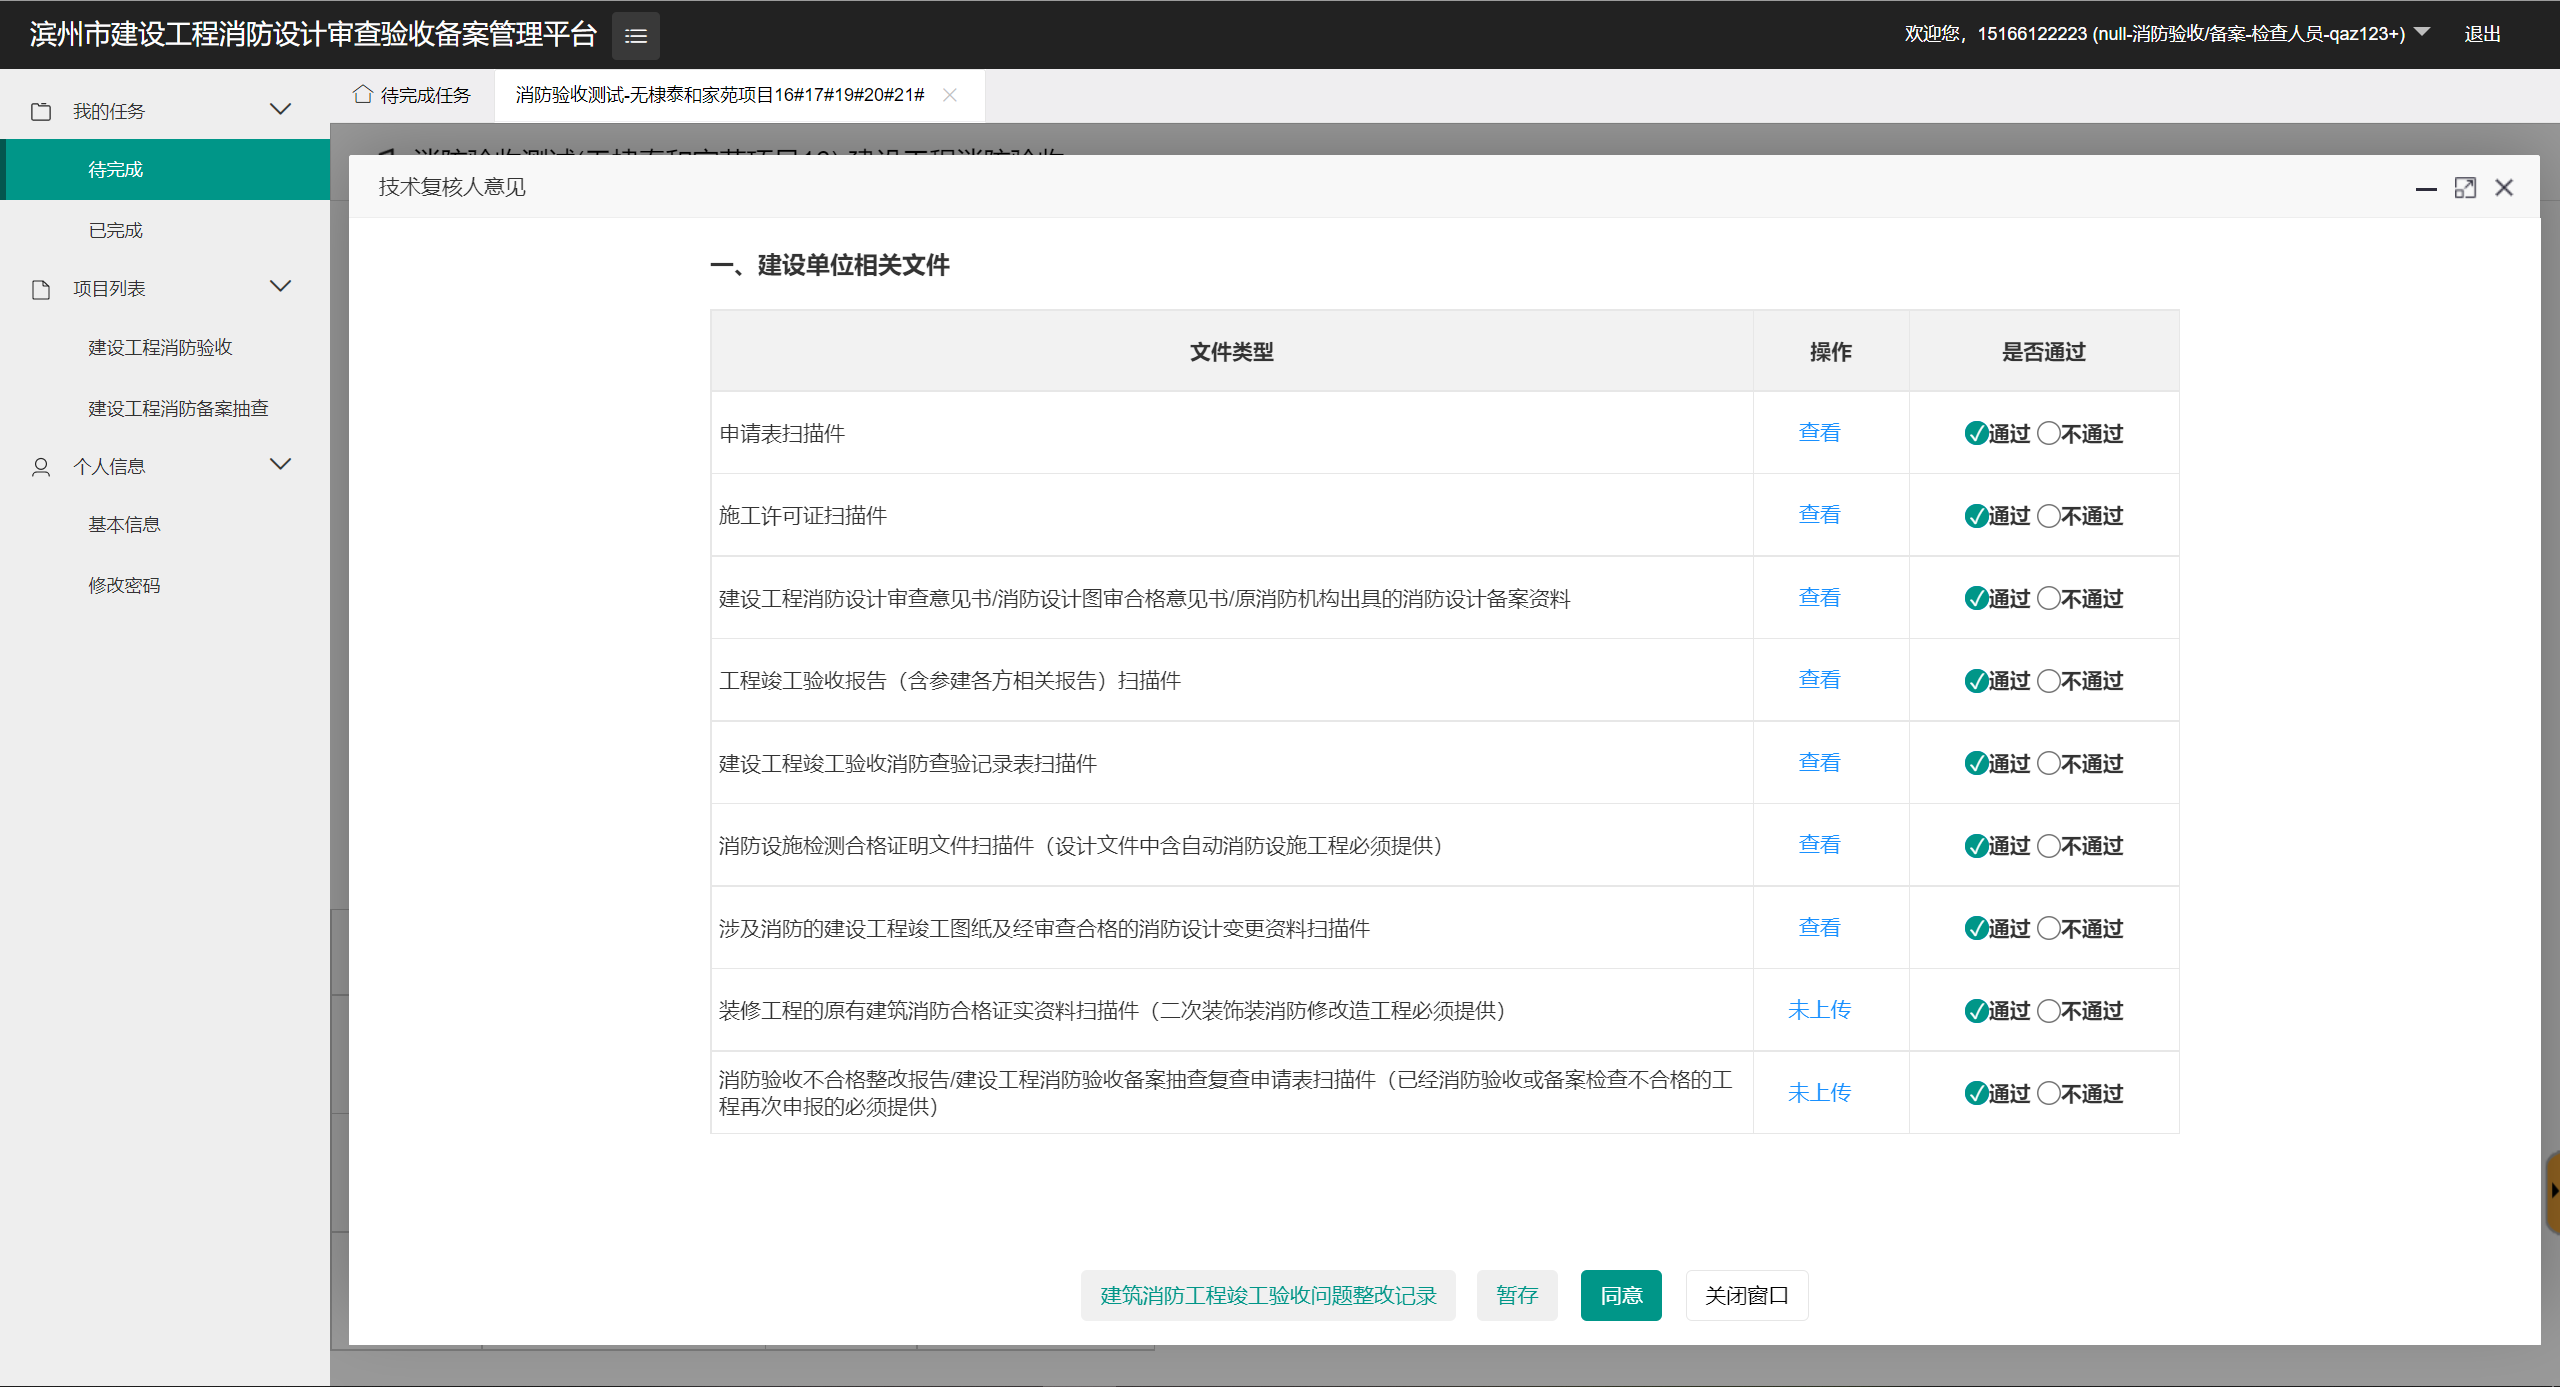 滨州市建设工程消防设计审查验收备案管理平台
欢迎您，15166122223 (null-消防验收/备案-检查人员-qaz123+)
退出
我的任务
待完成
已完成
项目列表
建设工程消防验收
建设工程消防备案抽查
个人信息
基本信息
修改密码
待完成任务
消防验收测试-无棣泰和家苑项目16#17#19#20#21#
技术复核人意见
一、建设单位相关文件
文件类型 操作 是否通过
申请表扫描件 查看 通过 不通过
施工许可证扫描件 查看 通过 不通过
建设工程消防设计审查意见书/消防设计图审合格意见书/原消防机构出具的消防设计备案资料 查看 通过 不通过
工程竣工验收报告（含参建各方相关报告）扫描件 查看 通过 不通过
建设工程竣工验收消防查验记录表扫描件 查看 通过 不通过
消防设施检测合格证明文件扫描件（设计文件中含自动消防设施工程必须提供） 查看 通过 不通过
涉及消防的建设工程竣工图纸及经审查合格的消防设计变更资料扫描件 查看 通过 不通过
装修工程的原有建筑消防合格证实资料扫描件（二次装饰装消防修改造工程必须提供） 未上传 通过 不通过
消防验收不合格整改报告/建设工程消防验收备案抽查复查申请表扫描件（已经消防验收或备案检查不合格的工
程再次申报的必须提供） 未上传 通过 不通过
建筑消防工程竣工验收问题整改记录
暂存
同意
关闭窗口